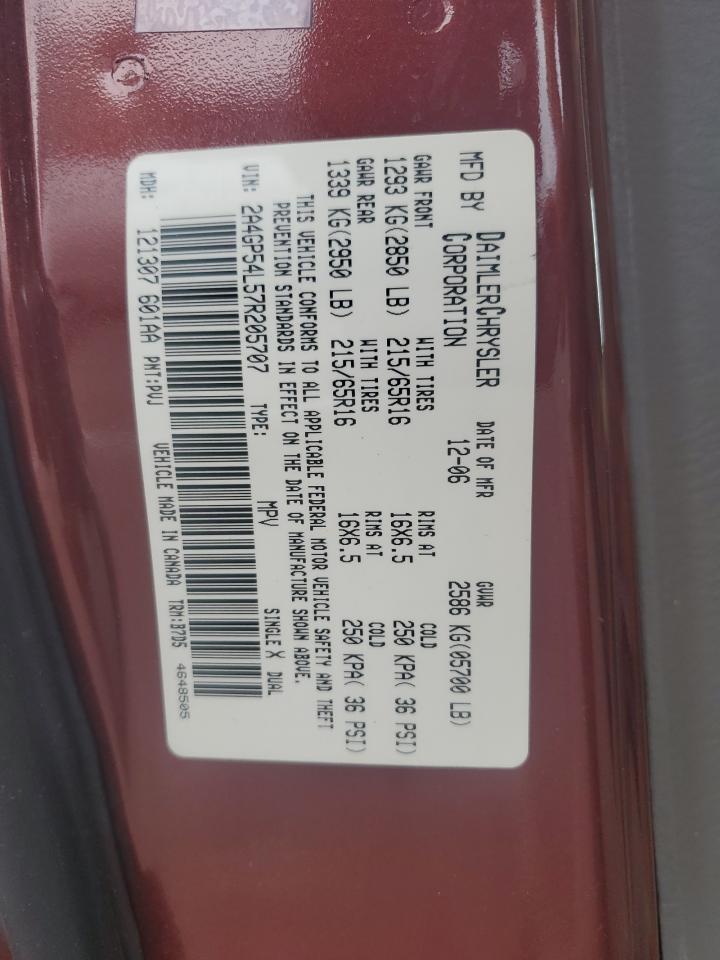 MFD BY DAIMLERCHRYSLER CORPORATION DATE OF MFR 12-06 GVWR 2586 KG(05700 LB)
GAWR FRONT WITH TIRES RIMS AT COLD
1293 KG(2850 LB) 215/65R16 16X6.5 250 KPA( 36 PSI)
GAWR REAR WITH TIRES RIMS AT COLD
1339 KG(2950 LB) 215/65R16 16X6.5 250 KPA( 36 PSI)
THIS VEHICLE CONFORMS TO ALL APPLICABLE FEDERAL MOTOR VEHICLE SAFETY AND THEFT
PREVENTION STANDARDS IN EFFECT ON THE DATE OF MANUFACTURE SHOWN ABOVE.
VIN: 2A4GP54L57R205707 TYPE: MPV SINGLE X DUAL
MDH: 121307 601AA PNT:PVJ VEHICLE MADE IN CANADA TRM:B7D5 4648505